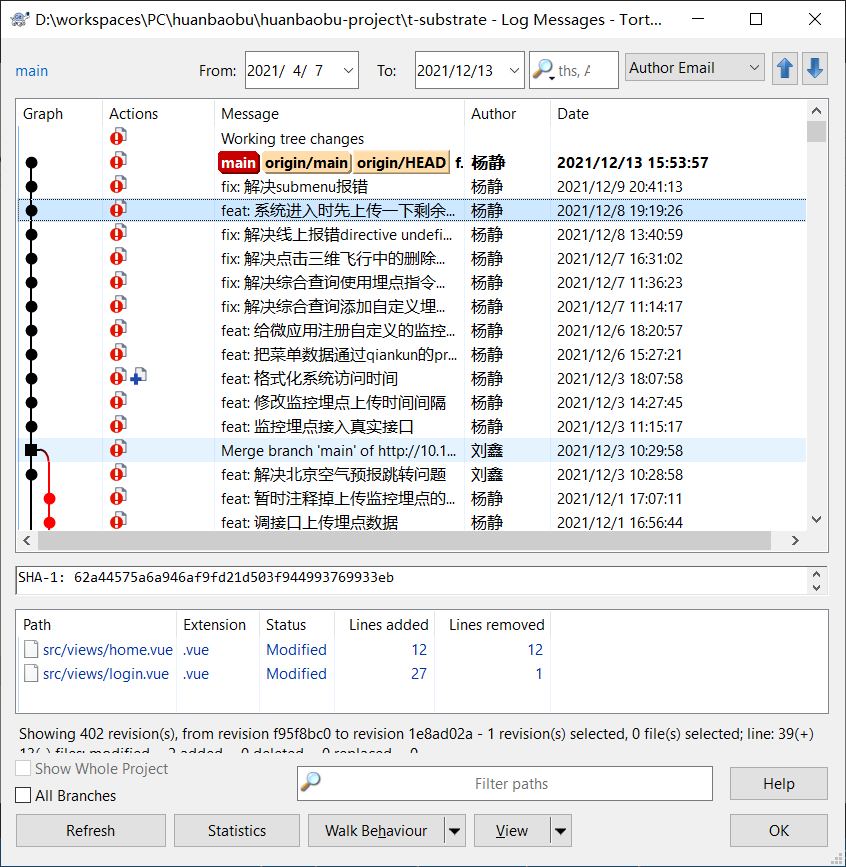 D:\workspaces\PC\huanbaobu\huanbaobu-project\t-substrate - Log Messages - Tort...
main From: 2021/ 4/ 7 To: 2021/12/13 ths, A Author Email
Graph Actions Message Author Date
Working tree changes
main origin/main origin/HEAD f. 杨静 2021/12/13 15:53:57
fix: 解决submenu报错 杨静 2021/12/9 20:41:13
feat: 系统进入时先上传一下剩余... 杨静 2021/12/8 19:19:26
fix: 解决线上报错directive undefi... 杨静 2021/12/8 13:40:59
fix: 解决点击三维飞行中的删除... 杨静 2021/12/7 16:31:02
fix: 解决综合查询使用埋点指令... 杨静 2021/12/7 11:36:23
fix: 解决综合查询添加自定义埋... 杨静 2021/12/7 11:14:17
feat: 给微应用注册自定义的监控... 杨静 2021/12/6 18:20:57
feat: 把菜单数据通过qiankun的pr... 杨静 2021/12/6 15:27:21
feat: 格式化系统访问时间 杨静 2021/12/3 18:07:58
feat: 修改监控埋点上传时间间隔 杨静 2021/12/3 14:27:45
feat: 监控埋点接入真实接口 杨静 2021/12/3 11:15:17
Merge branch 'main' of http://10.1... 刘鑫 2021/12/3 10:29:58
feat: 解决北京空气预报跳转问题 刘鑫 2021/12/3 10:28:58
feat: 暂时注释掉上传监控埋点的... 杨静 2021/12/1 17:07:11
feat: 调接口上传埋点数据 杨静 2021/12/1 16:56:44
SHA-1: 62a44575a6a946af9fd21d503f944993769933eb
Path Extension Status Lines added Lines removed
src/views/home.vue .vue Modified 12 12
src/views/login.vue .vue Modified 27 1
Showing 402 revision(s), from revision f95f8bc0 to revision 1e8ad02a - 1 revision(s) selected, 0 file(s) selected; line: 39(+)
13(-) files: modified = 2 added = 0 deleted = 0 replaced = 0
Show Whole Project
Filter paths Help
All Branches
Refresh Statistics Walk Behaviour View OK